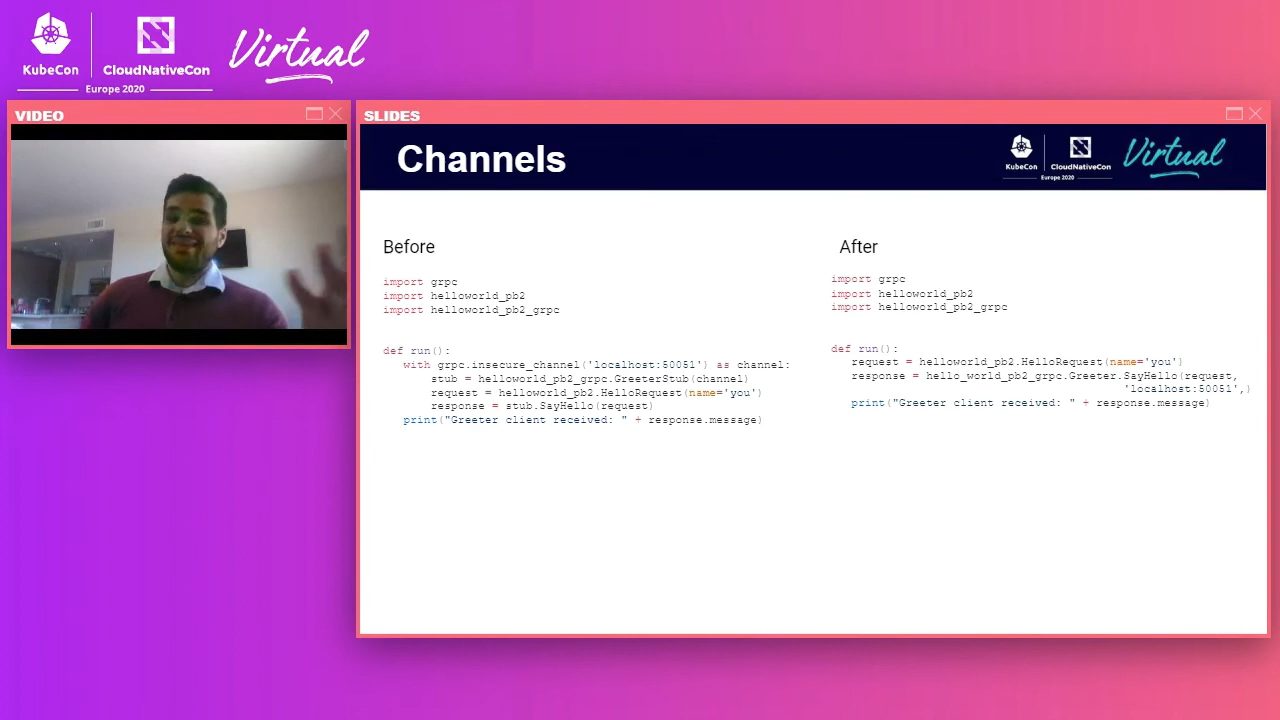 KubeCon
CloudNativeCon
Europe 2020
Virtual
VIDEO
SLIDES
Channels
KubeCon
CloudNativeCon
Europe 2020
Virtual
Before
import grpc
import helloworld_pb2
import helloworld_pb2_grpc
def run():
with grpc.insecure_channel('localhost:50051') as channel:
stub = helloworld_pb2_grpc.GreeterStub(channel)
request = helloworld_pb2.HelloRequest(name='you')
response = stub.SayHello(request)
print("Greeter client received: " + response.message)
After
import grpc
import helloworld_pb2
import helloworld_pb2_grpc
def run():
request = helloworld_pb2.HelloRequest(name='you')
response = hello_world_pb2_grpc.Greeter.SayHello(request,
'localhost:50051',)
print("Greeter client received: " + response.message)